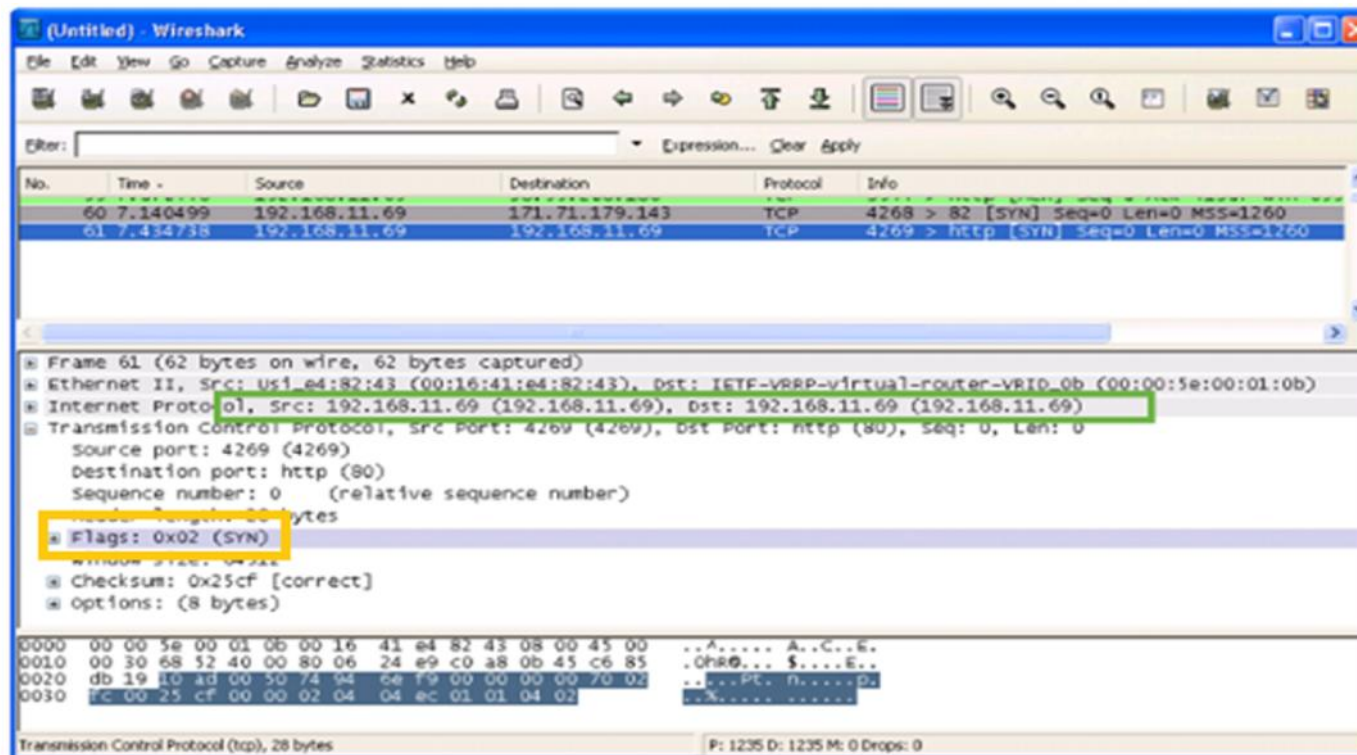 (Untitled) - Wireshark
File Edit View Go Capture Analyze Statistics Help
Filter: Expression... Clear Apply
No. Time - Source Destination Protocol Info
60 7.140499 192.168.11.69 171.71.179.143 TCP 4268 > 82 [SYN] Seq=0 Len=0 MSS=1260
61 7.434738 192.168.11.69 192.168.11.69 TCP 4269 > http [SYN] Seq=0 Len=0 MSS=1260
Frame 61 (62 bytes on wire, 62 bytes captured)
Ethernet II, Src: Usi_e4:82:43 (00:16:41:e4:82:43), Dst: IETF-VRRP-virtual-router-VRID_0b (00:00:5e:00:01:0b)
Internet Protocol, Src: 192.168.11.69 (192.168.11.69), Dst: 192.168.11.69 (192.168.11.69)
Transmission Control Protocol, Src Port: 4269 (4269), Dst Port: http (80), Seq: 0, Len: 0
Source port: 4269 (4269)
Destination port: http (80)
Sequence number: 0 (relative sequence number)
Header length: 28 bytes
Flags: 0x02 (SYN)
Window size: 64512
Checksum: 0x25cf [correct]
Options: (8 bytes)
0000 00 00 5e 00 01 0b 00 16 41 e4 82 43 08 00 45 00 ..^..... A..C..E.
0010 00 30 68 52 40 00 80 06 24 e9 c0 a8 0b 45 c6 85 .0hR@... $....E..
0020 db 19 10 ad 00 50 74 94 6e f9 00 00 00 00 70 02 .....Pt. n.....p.
0030 fc 00 25 cf 00 00 02 04 04 ec 01 01 04 02 ..%..... ......
Transmission Control Protocol (tcp), 28 bytes P: 1235 D: 1235 M: 0 Drops: 0